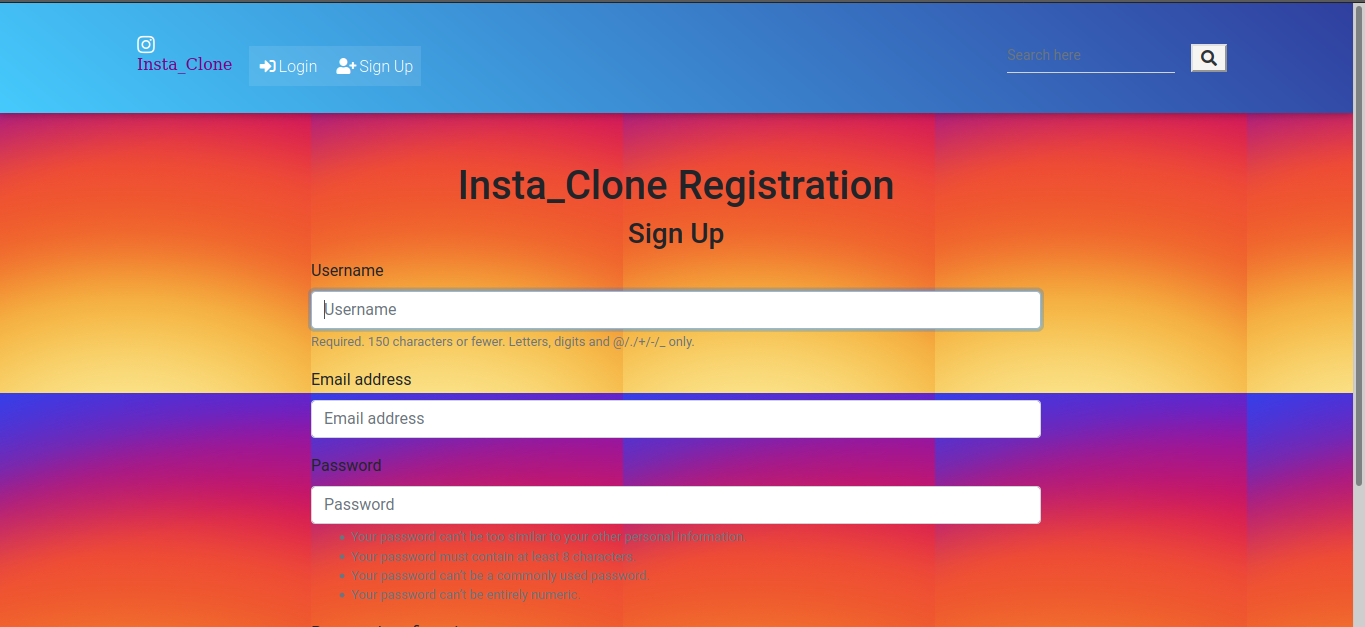 Insta_Clone
Login
Sign Up
Search here
Insta_Clone Registration
Sign Up
Username
Username
Required. 150 characters or fewer. Letters, digits and @/./+/-/_ only.
Email address
Email address
Password
Password
Your password can't be too similar to your other personal information.
Your password must contain at least 8 characters.
Your password can't be a commonly used password.
Your password can't be entirely numeric.